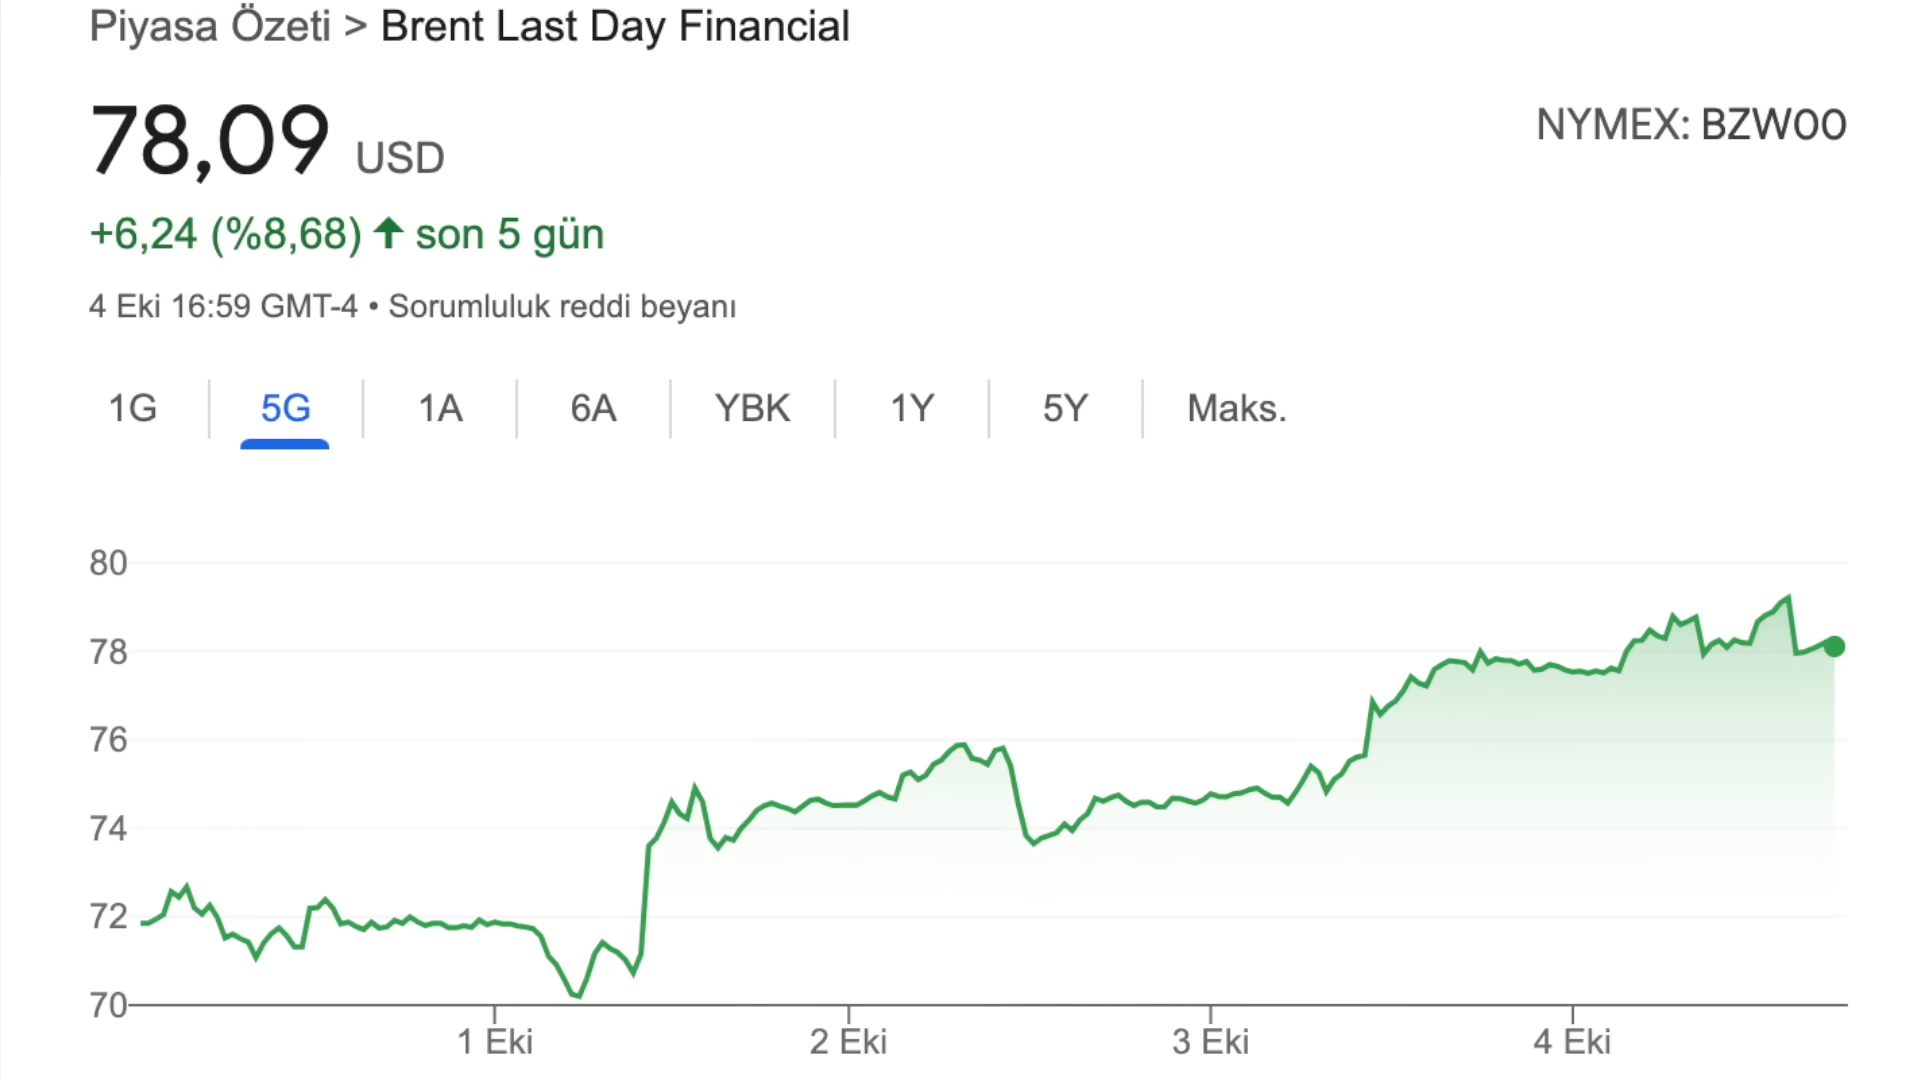 Piyasa Özeti > Brent Last Day Financial
78,09 USD
NYMEX: BZW00
+6,24 (%8,68) ↑ son 5 gün
4 Eki 16:59 GMT-4 • Sorumluluk reddi beyanı
1G 5G 1A 6A YBK 1Y 5Y Maks.
80
78
76
74
72
70
1 Eki 2 Eki 3 Eki 4 Eki